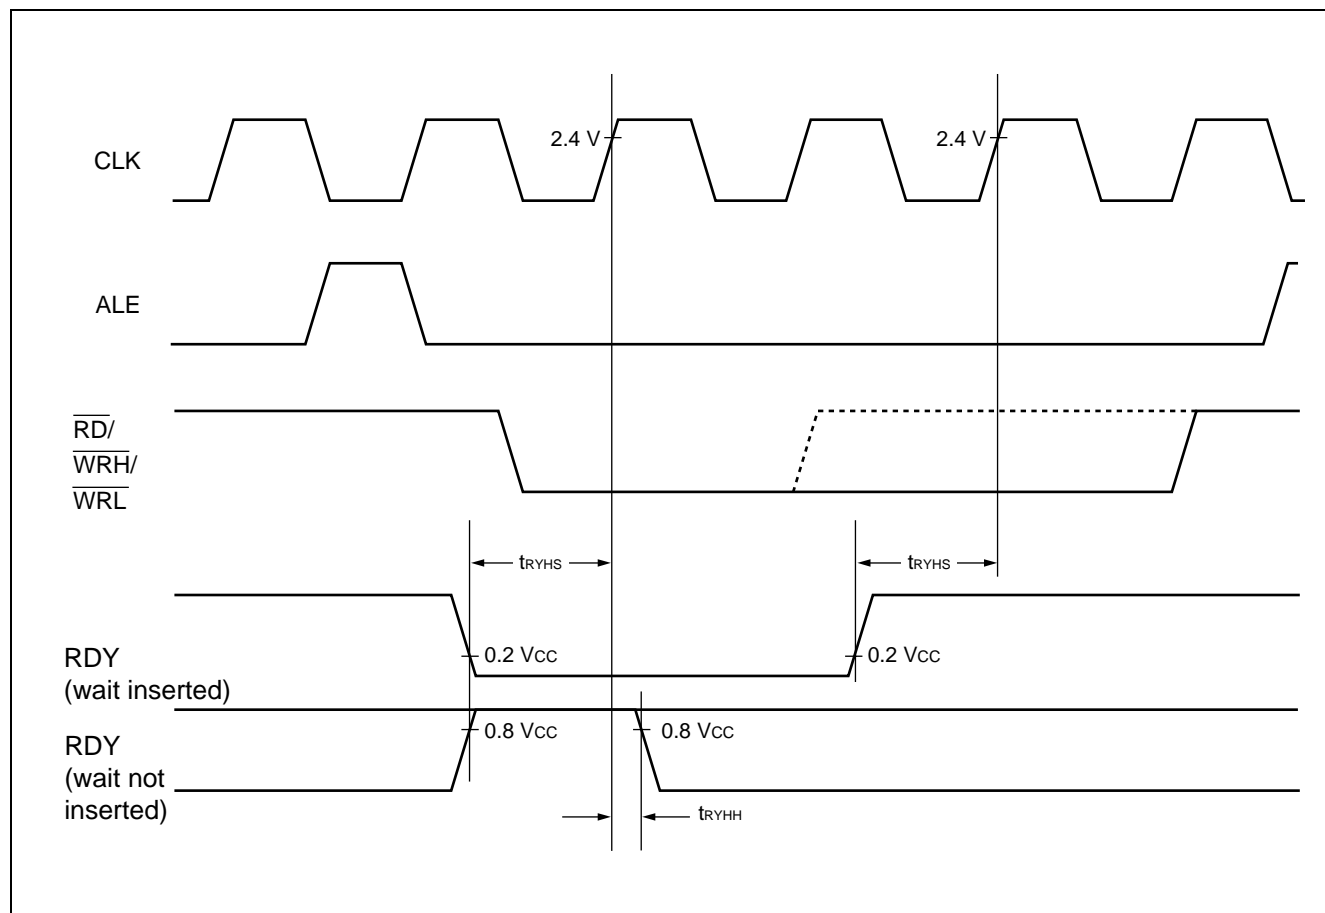 2.4 V
2.4 V
CLK
ALE
RD/
WRH/
WRL
tRYHS
tRYHS
0.2 VCC
0.2 VCC
RDY
(wait inserted)
0.8 VCC
0.8 VCC
RDY
(wait not
inserted)
tRYHH